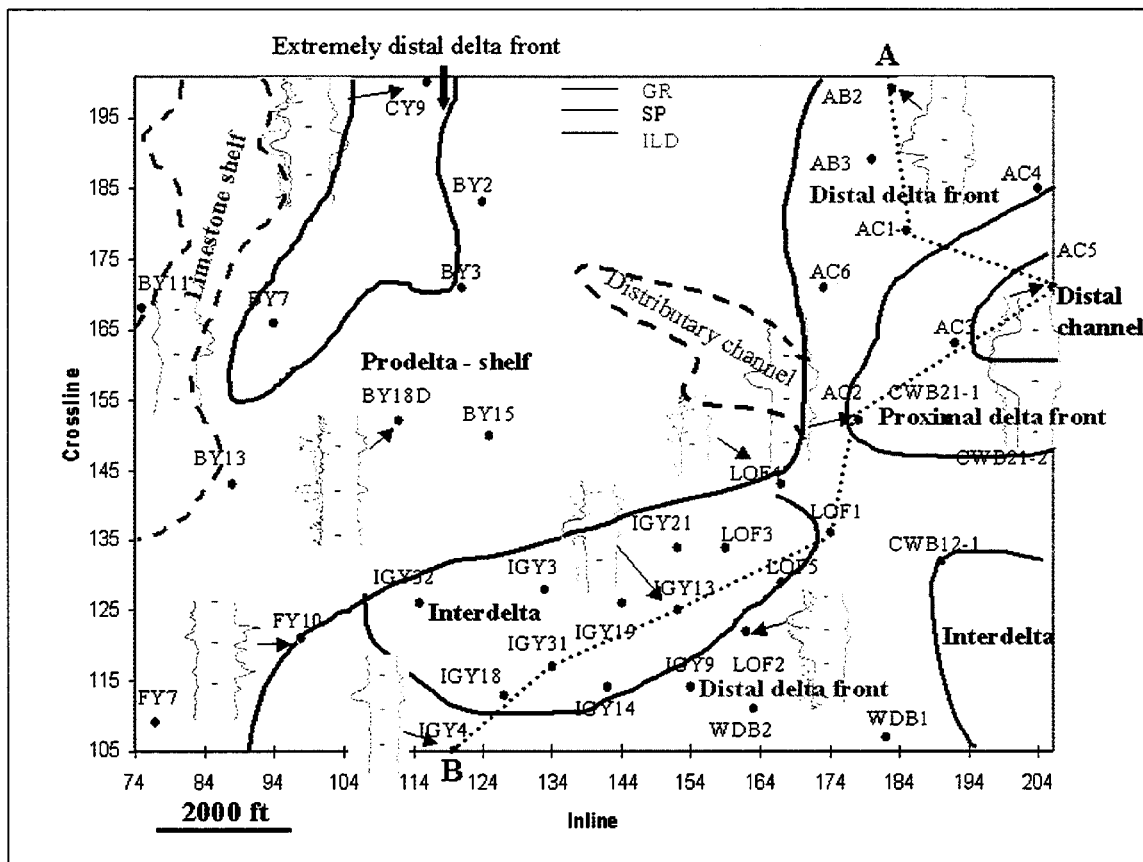 Extremely distal delta front
A
GR
SP
ILD
CY9
AB2
AB3
AC4
BY2
Distal delta front
AC1
Limestone shelf
BY11
BY3
AC6
AC5
BY7
Distributary channel
Distal
channel
AC3
Prodelta - shelf
BY18D
AC2
CWB21-1
BY15
Proximal delta front
BY13
CWD21-2
IGY21
LOF3
LOF1
CWB12-1
IGY32
IGY3
LOF5
IGY13
FY10
Interdelta
IGY31
IGY19
Interdelta
IGY18
IGY9
LOF2
FY7
IGY14
Distal delta front
IGY4
WDB2
WDB1
B
Crossline
195
185
175
165
155
145
135
125
115
105
74 84 94 104 114 124 134 144 154 164 174 184 194 204
2000 ft
Inline